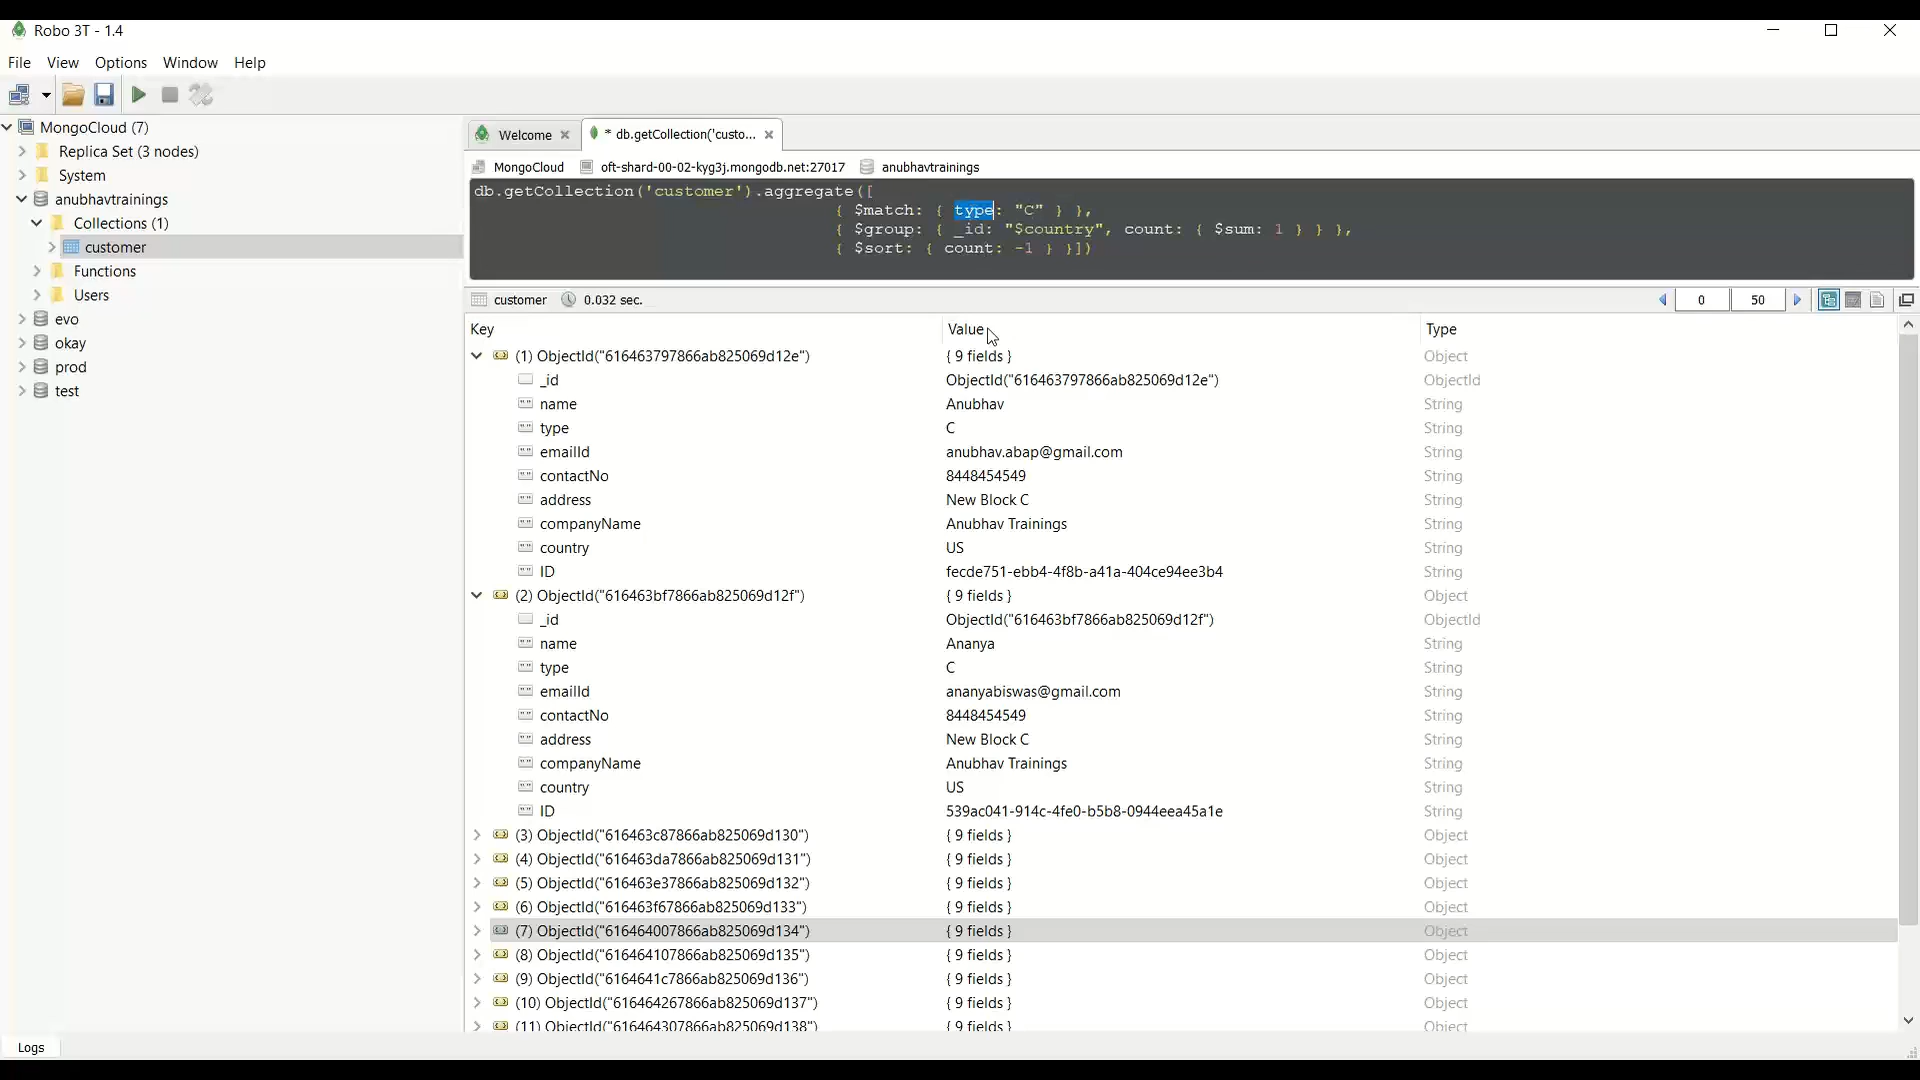 Robo 3T - 1.4
File View Options Window Help
MongoCloud (7)
Replica Set (3 nodes)
System
anubhavtrainings
Collections (1)
customer
Functions
Users
evo
okay
prod
test
Welcome * db.getCollection('custo...
MongoCloud oft-shard-00-02-kyg3j.mongodb.net:27017 anubhavtrainings
db.getCollection('customer').aggregate([
{ $match: { type: "C" } },
{ $group: { _id: "$country", count: { $sum: 1 } } },
{ $sort: { count: -1 } }])
customer 0.032 sec. 0 50
Key Value Type
(1) ObjectId("616463797866ab825069d12e") { 9 fields } Object
_id ObjectId("616463797866ab825069d12e") ObjectId
name Anubhav String
type C String
emailId anubhav.abap@gmail.com String
contactNo 8448454549 String
address New Block C String
companyName Anubhav Trainings String
country US String
ID fecde751-ebb4-4f8b-a41a-404ce94ee3b4 String
(2) ObjectId("616463bf7866ab825069d12f") { 9 fields } Object
_id ObjectId("616463bf7866ab825069d12f") ObjectId
name Ananya String
type C String
emailId ananyabiswas@gmail.com String
contactNo 8448454549 String
address New Block C String
companyName Anubhav Trainings String
country US String
ID 539ac041-914c-4fe0-b5b8-0944eea45a1e String
(3) ObjectId("616463c87866ab825069d130") { 9 fields } Object
(4) ObjectId("616463da7866ab825069d131") { 9 fields } Object
(5) ObjectId("616463e37866ab825069d132") { 9 fields } Object
(6) ObjectId("616463f67866ab825069d133") { 9 fields } Object
(7) ObjectId("616464007866ab825069d134") { 9 fields } Object
(8) ObjectId("616464107866ab825069d135") { 9 fields } Object
(9) ObjectId("6164641c7866ab825069d136") { 9 fields } Object
(10) ObjectId("616464267866ab825069d137") { 9 fields } Object
(11) ObjectId("616464307866ab825069d138") { 9 fields } Object
Logs